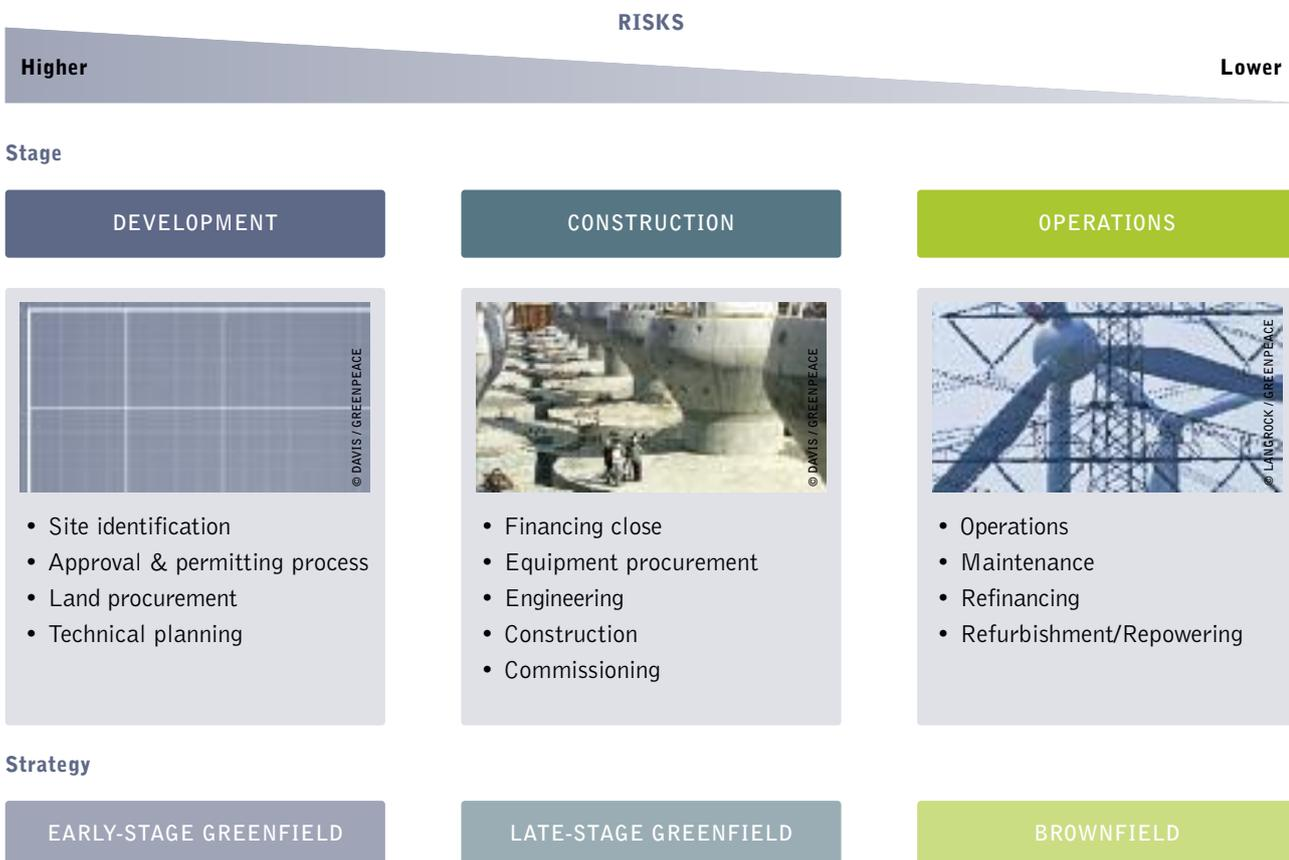 RISKS
Higher
Lower
Stage
DEVELOPMENT
© DAVIS / GREENPEACE
• Site identification
• Approval & permitting process
• Land procurement
• Technical planning
CONSTRUCTION
© DAVIS / GREENPEACE
• Financing close
• Equipment procurement
• Engineering
• Construction
• Commissioning
OPERATIONS
© LANGROCK / GREENPEACE
• Operations
• Maintenance
• Refinancing
• Refurbishment/Repowering
Strategy
EARLY-STAGE GREENFIELD
LATE-STAGE GREENFIELD
BROWNFIELD